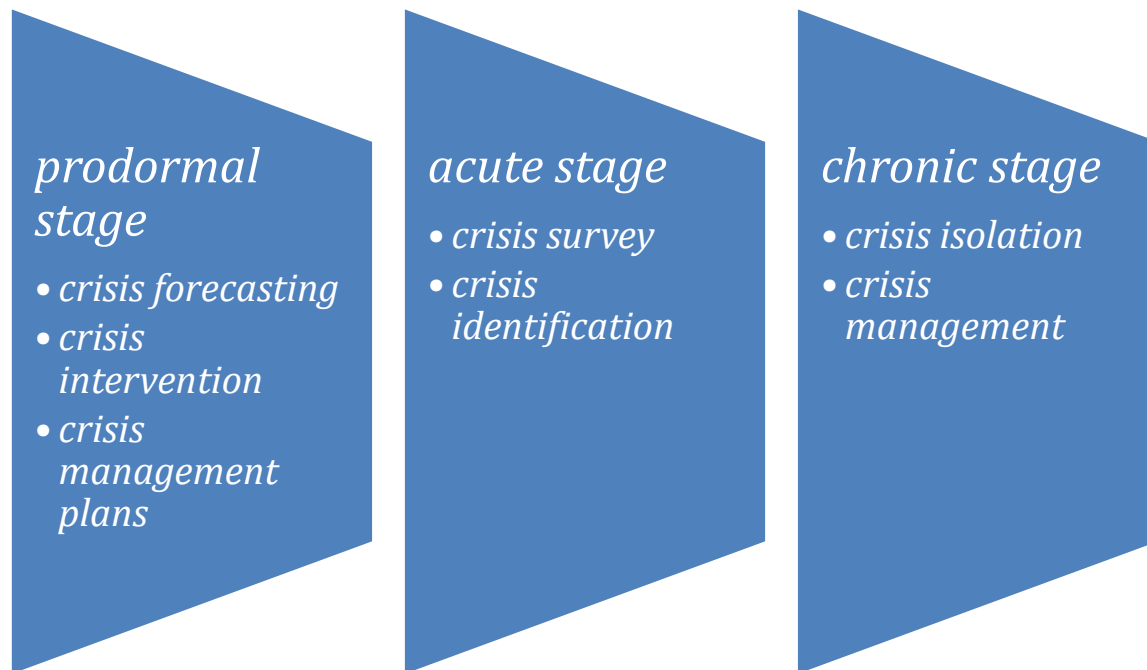 prodormal
stage
• crisis forecasting
• crisis
intervention
• crisis
management
plans
acute stage
• crisis survey
• crisis
identification
chronic stage
• crisis isolation
• crisis
management